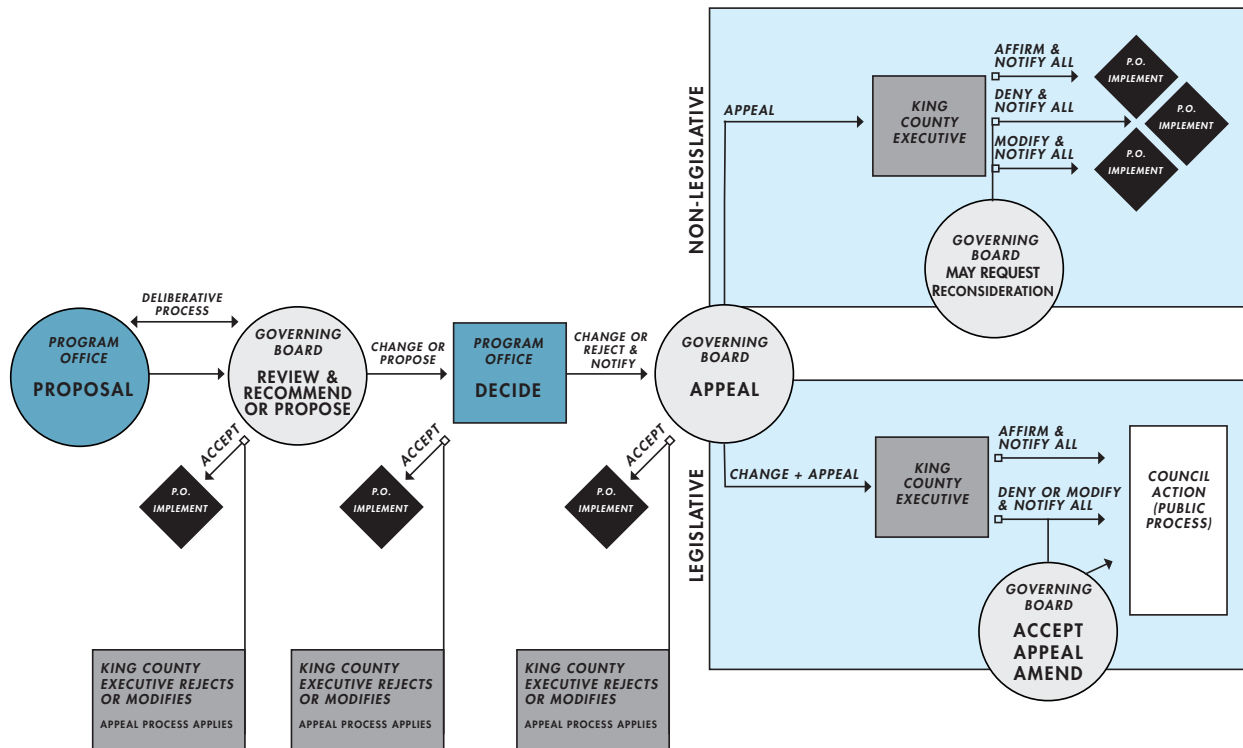 DELIBERATIVE
PROCESS
PROGRAM
OFFICE
PROPOSAL
GOVERNING
BOARD
REVIEW &
RECOMMEND
OR PROPOSE
CHANGE OR
PROPOSE
PROGRAM
OFFICE
DECIDE
CHANGE OR
REJECT &
NOTIFY
GOVERNING
BOARD
APPEAL
ACCEPT
P.O.
IMPLEMENT
ACCEPT
P.O.
IMPLEMENT
ACCEPT
P.O.
IMPLEMENT
KING COUNTY
EXECUTIVE REJECTS
OR MODIFIES
APPEAL PROCESS APPLIES
KING COUNTY
EXECUTIVE REJECTS
OR MODIFIES
APPEAL PROCESS APPLIES
KING COUNTY
EXECUTIVE REJECTS
OR MODIFIES
APPEAL PROCESS APPLIES
NON-LEGISLATIVE
APPEAL
KING
COUNTY
EXECUTIVE
AFFIRM &
NOTIFY ALL
DENY &
NOTIFY ALL
MODIFY &
NOTIFY ALL
P.O.
IMPLEMENT
P.O.
IMPLEMENT
P.O.
IMPLEMENT
GOVERNING
BOARD
MAY REQUEST
RECONSIDERATION
LEGISLATIVE
CHANGE + APPEAL
KING
COUNTY
EXECUTIVE
AFFIRM &
NOTIFY ALL
DENY OR MODIFY
& NOTIFY ALL
COUNCIL
ACTION
(PUBLIC
PROCESS)
GOVERNING
BOARD
ACCEPT
APPEAL
AMEND